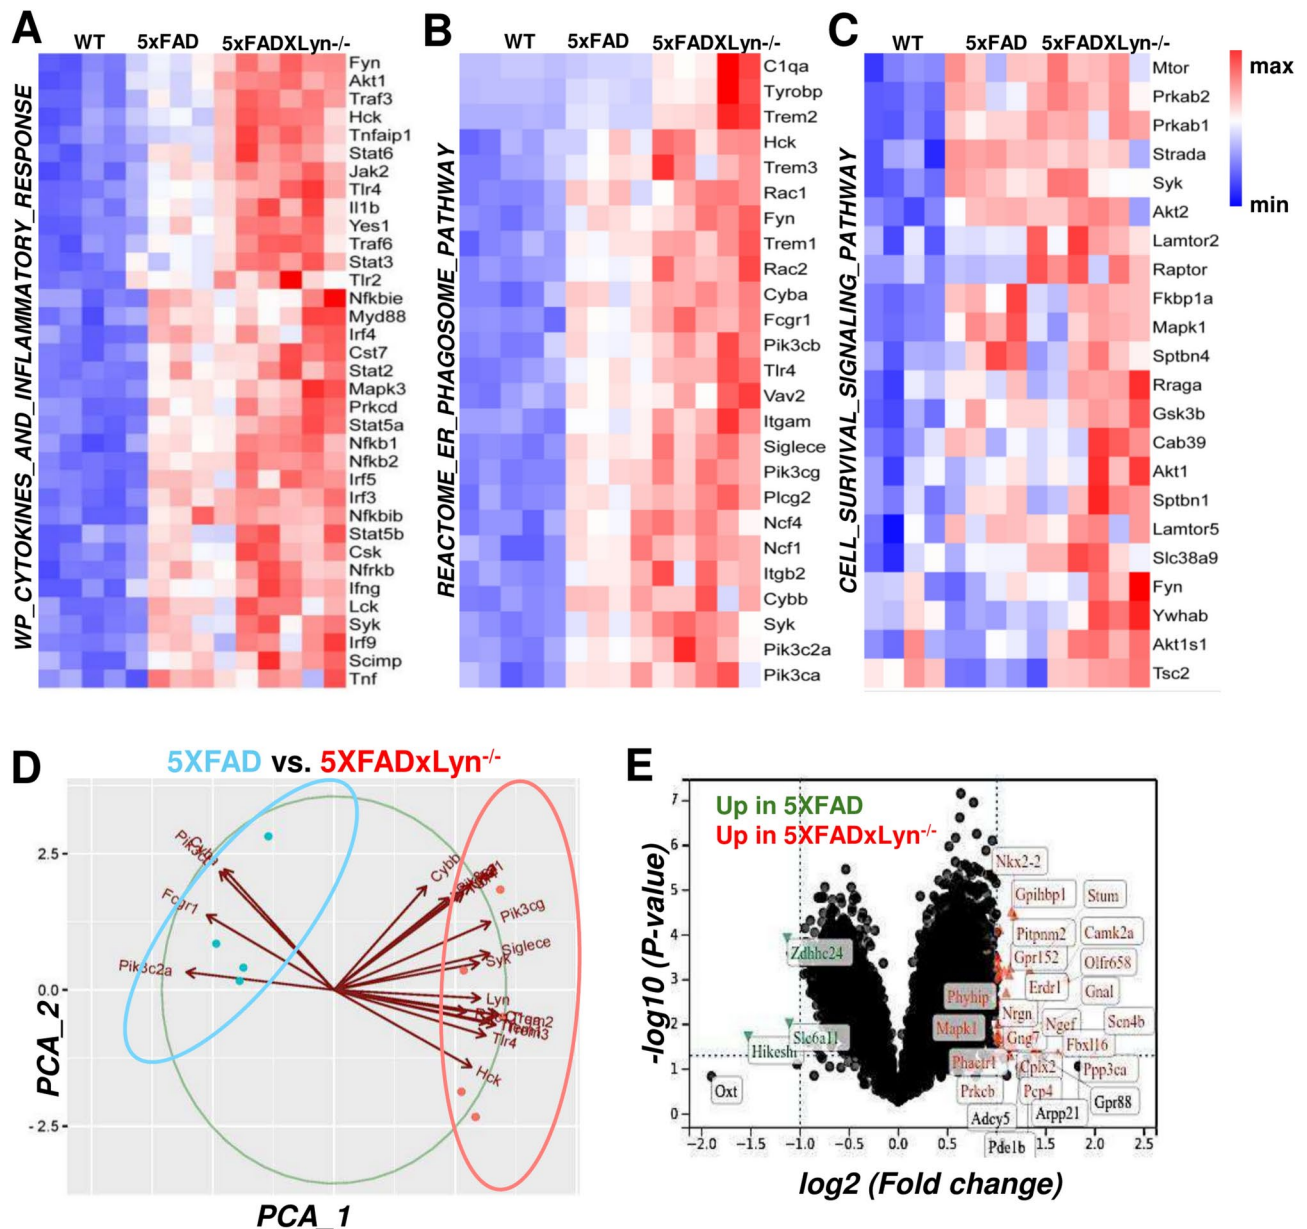 A
WT 5xFAD 5xFADXLyn-/-
WP_CYTOKINES_AND_INFLAMMATORY_RESPONSE
Fyn
Akt1
Traf3
Hck
Tnfaip1
Stat6
Jak2
Tlr4
Il1b
Yes1
Traf6
Stat3
Tlr2
Nfkbie
Myd88
Irf4
Cst7
Stat2
Mapk3
Prkcd
Stat5a
Nfkb1
Nfkb2
Irf5
Irf3
Nfkbib
Stat5b
Csk
Nfrkb
Ifng
Lck
Syk
Irf9
Scimp
Tnf
B
WT 5xFAD 5xFADXLyn-/-
REACTOME_ER_PHAGOSOME_PATHWAY
C1qa
Tyrobp
Trem2
Hck
Trem3
Rac1
Fyn
Trem1
Rac2
Cyba
Fcgr1
Pik3cb
Tlr4
Vav2
Itgam
Siglece
Pik3cg
Plcg2
Ncf4
Ncf1
Itgb2
Cybb
Syk
Pik3c2a
Pik3ca
C
WT 5xFAD 5xFADXLyn-/-
CELL_SURVIVAL_SIGNALING_PATHWAY
Mtor
Prkab2
Prkab1
Strada
Syk
Akt2
Lamtor2
Raptor
Fkbp1a
Mapk1
Sptbn4
Rraga
Gsk3b
Cab39
Akt1
Sptbn1
Lamtor5
Slc38a9
Fyn
Ywhab
Akt1s1
Tsc2
max
min
D
5XFAD vs. 5XFADxLyn-/-
PCA_2
2.5
0.0
-2.5
Fcgr1
Pik3c2a
Cybb
Pik3cg
Siglece
Syk
Lyn
Trem2
Trem3
Tlr4
Hck
PCA_1
E
Up in 5XFAD
Up in 5XFADxLyn-/-
-log10 (P-value)
7
6
5
4
3
2
1
0
Nkx2-2
Gpihbp1
Stum
Pitpnm2
Camk2a
Zdhhc24
Gpr152
Olfr658
Erdr1
Gnal
Phyhip
Nrgn
Ngef
Scn4b
Mapk1
Gng7
Fbxl16
Slc6a11
Hikeshi
Phactr1
Cplx2
Ppp3ca
Oxt
Prkcb
Pcp4
Gpr88
Adcy5
Arpp21
Pde1b
−2.0 −1.5 −1.0 −0.5 0.0 0.5 1.0 1.5 2.0 2.5
log2 (Fold change)